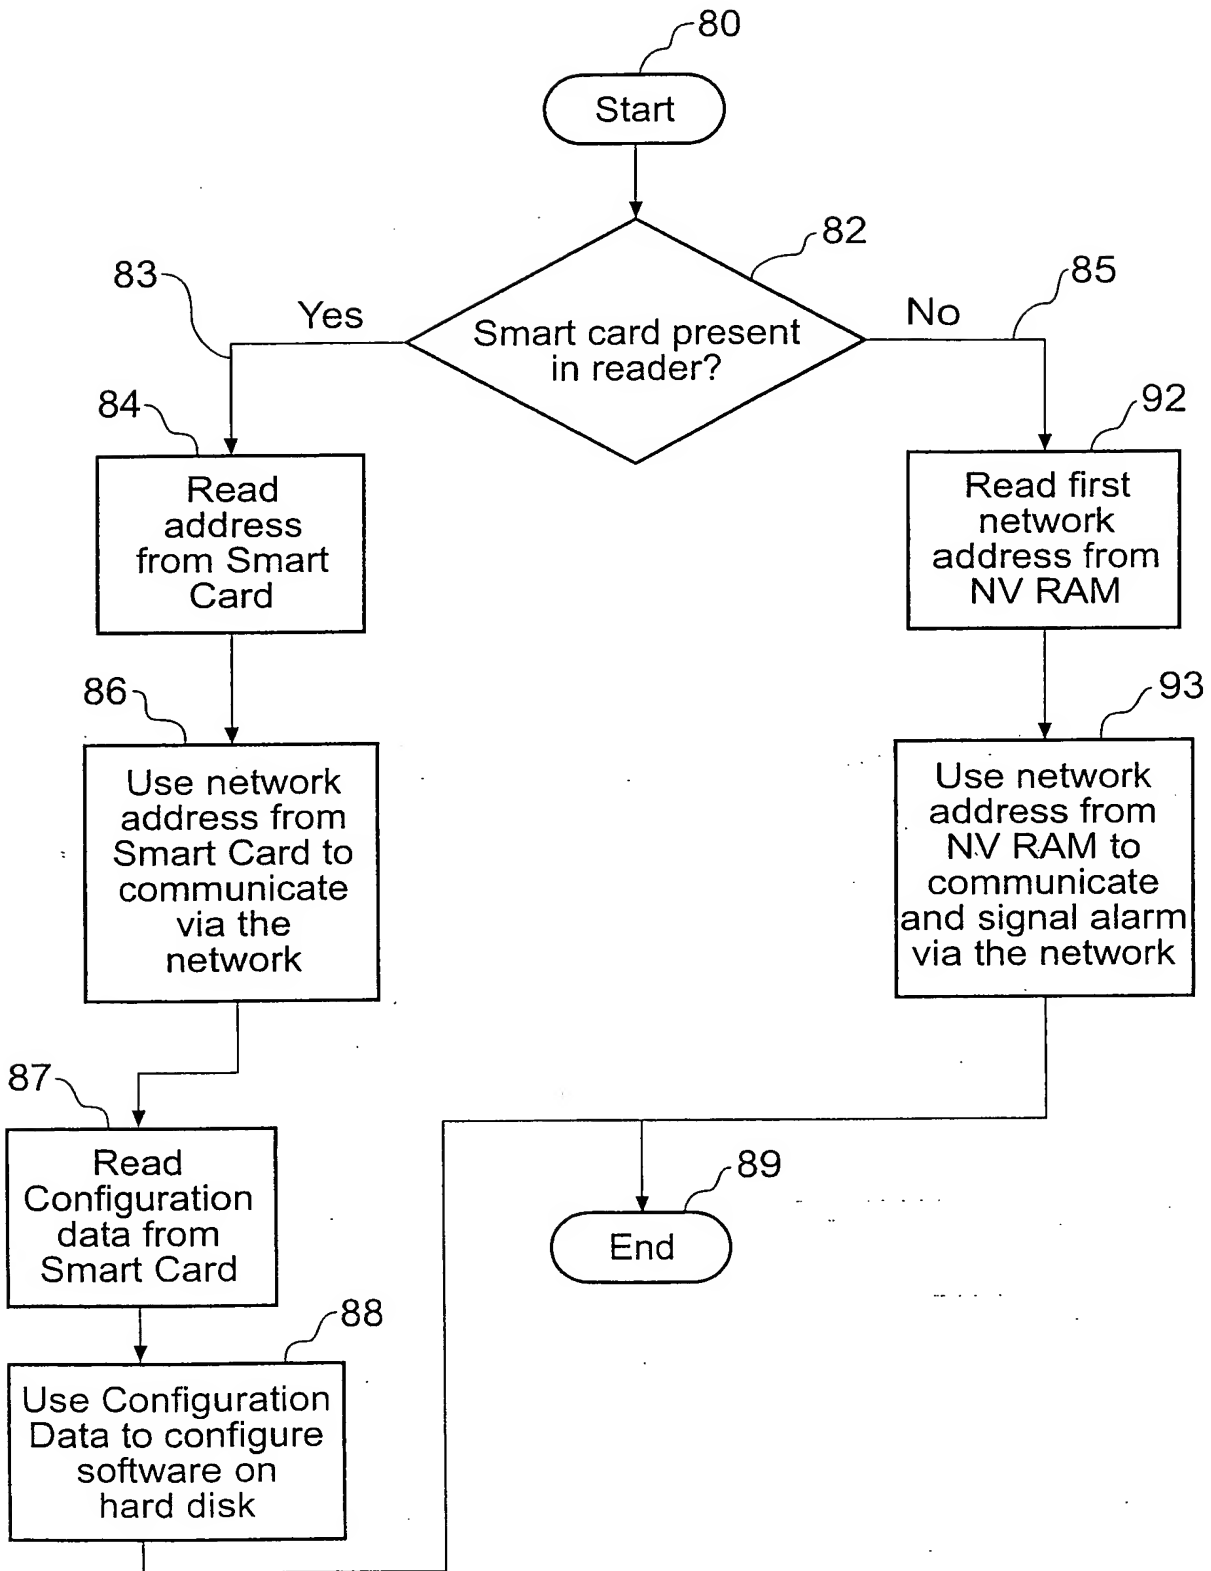 80
Start
82
Smart card present
in reader?
83
Yes
No
85
84
Read
address
from Smart
Card
92
Read first
network
address from
NV RAM
86
Use network
address from
Smart Card to
communicate
via the
network
93
Use network
address from
NV RAM to
communicate
and signal alarm
via the network
87
Read
Configuration
data from
Smart Card
89
End
88
Use Configuration
Data to configure
software on
hard disk